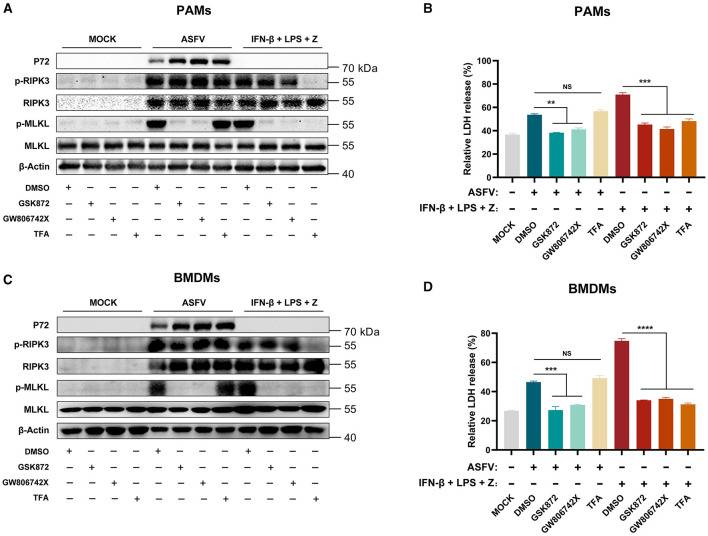 A
PAMs
MOCK ASFV IFN-β + LPS + Z
P72
70 kDa
p-RIPK3 55
RIPK3 55
p-MLKL 55
MLKL 55
β-Actin
40
DMSO + – – – + – – – + – – –
GSK872 – + – – – + – – – + – –
GW806742X – – + – – – + – – – + –
TFA – – – + – – – + – – – +
B
PAMs
Relative LDH release (%)
100
80
60
40
20
0
NS
**
***
ASFV – + + + + – – – –
IFN-β + LPS + Z: – – – – – + + + +
MOCK DMSO GSK872 GW806742X TFA DMSO GSK872 GW806742X TFA
C
BMDMs
MOCK ASFV IFN-β + LPS + Z
P72
70 kDa
p-RIPK3 55
RIPK3 55
p-MLKL 55
MLKL 55
β-Actin
40
DMSO + – – – + – – – + – – –
GSK872 – + – – – + – – – + – –
GW806742X – – + – – – + – – – + –
TFA – – – + – – – + – – – +
D
BMDMs
Relative LDH release (%)
80
60
40
20
0
NS
***
****
ASFV: – + + + + – – – –
IFN-β + LPS + Z: – – – – – + + + +
MOCK DMSO GSK872 GW806742X TFA DMSO GSK872 GW806742X TFA